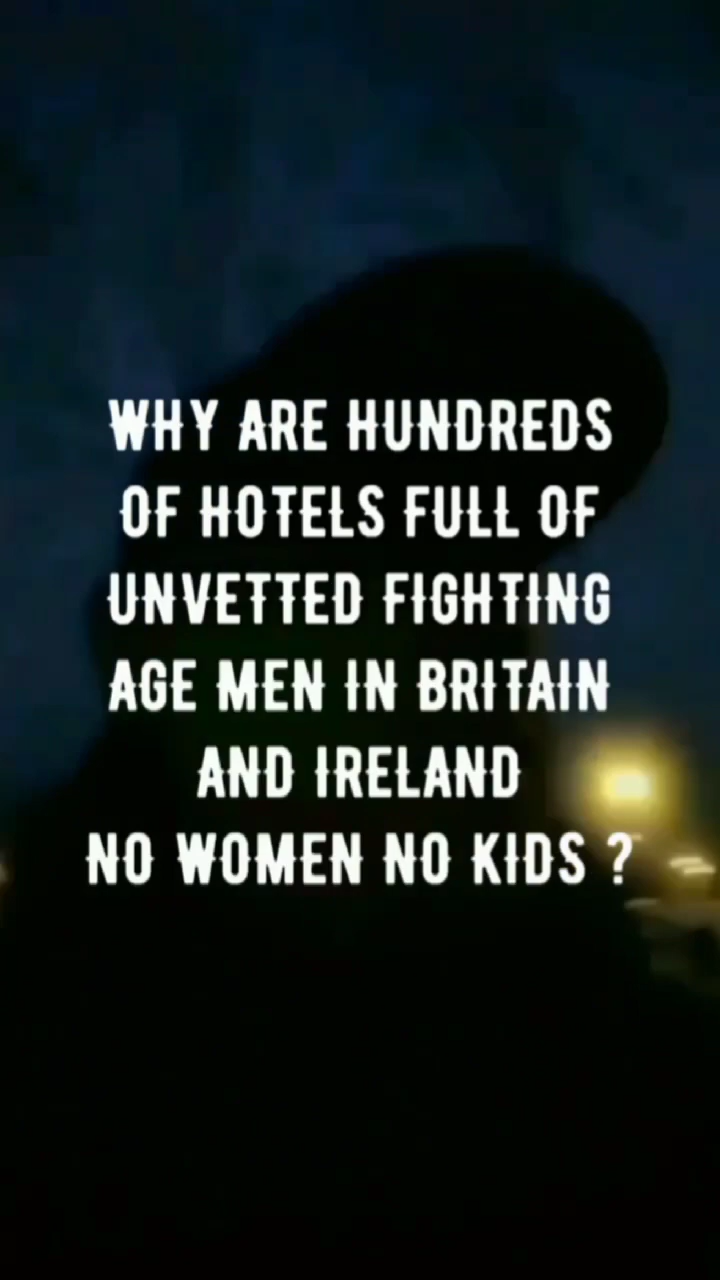 WHY ARE HUNDREDS
OF HOTELS FULL OF
UNVETTED FIGHTING
AGE MEN IN BRITAIN
AND IRELAND
NO WOMEN NO KIDS ?